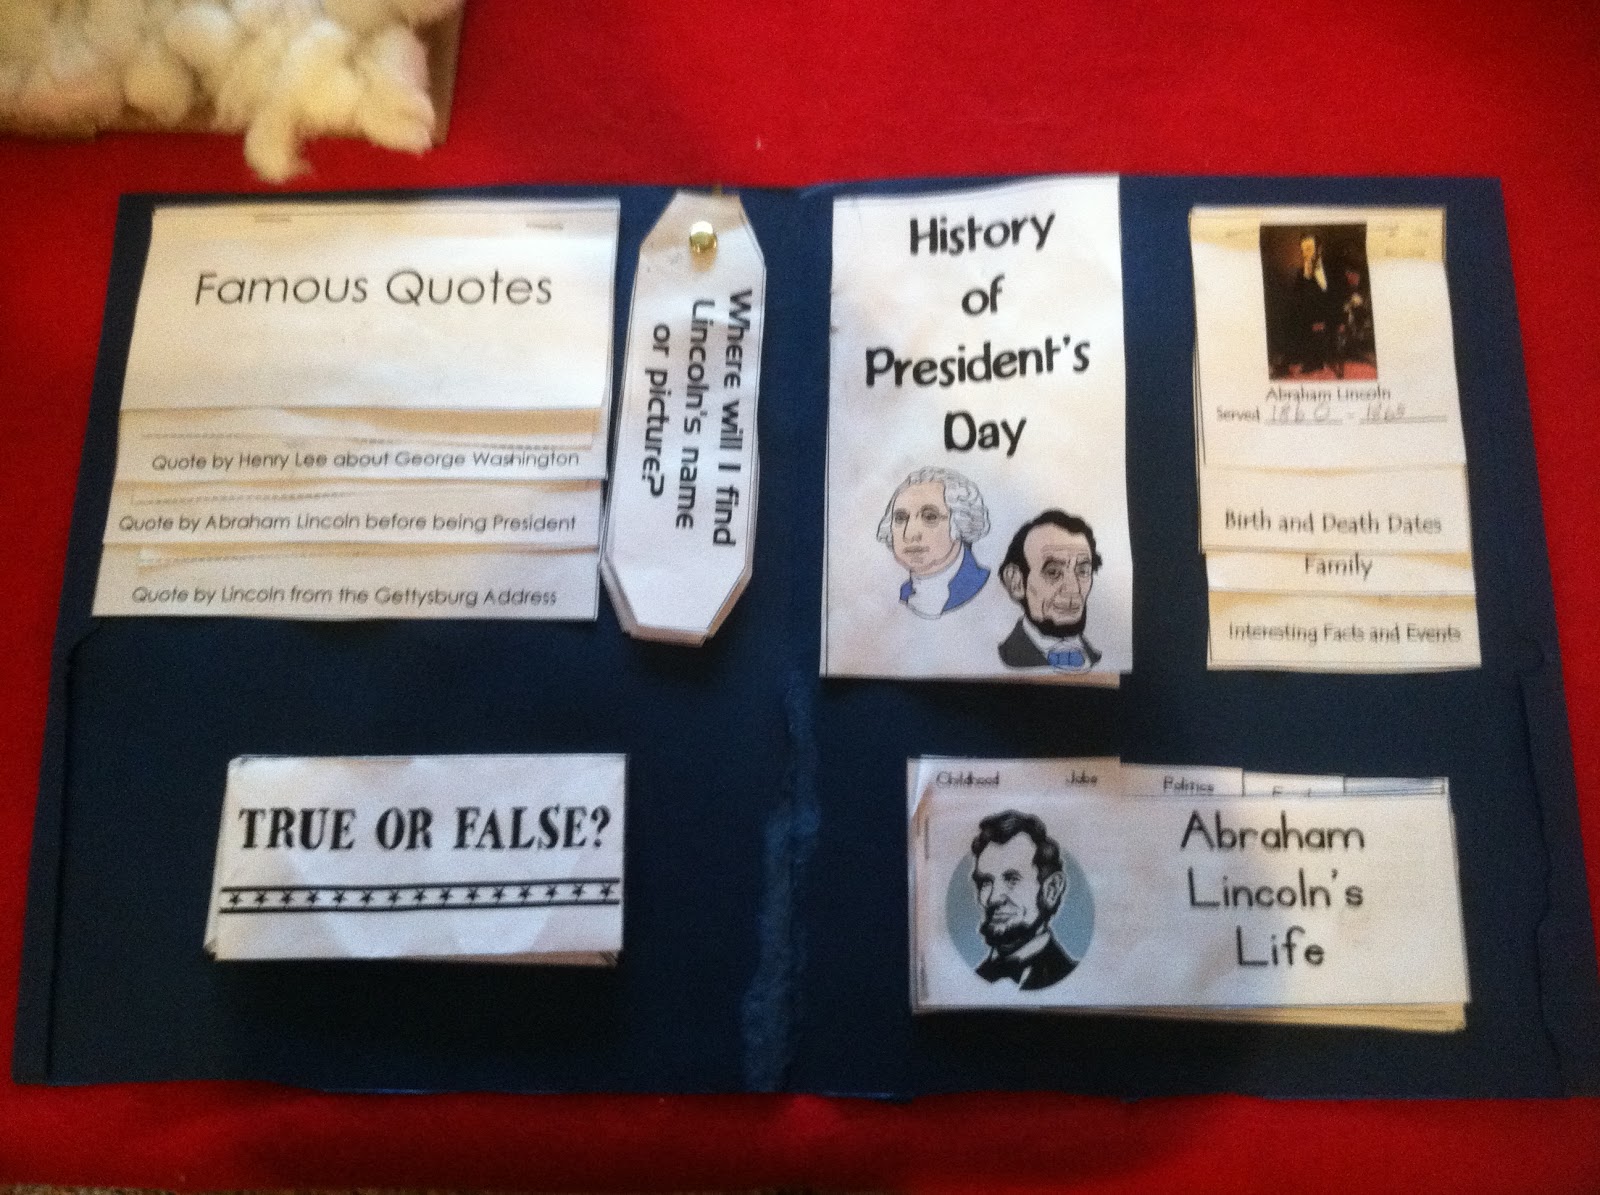 Famous Quotes
Quote by Henry Lee about George Washington
Quote by Abraham Lincoln before being President
Quote by Lincoln from the Gettysburg Address
Where will I find
Lincoln's name
or picture?
History
of
President's
Day
Abraham Lincoln
Served 1860 - 1865
Birth and Death Dates
Family
Interesting Facts and Events
TRUE OR FALSE?
Childhood Jobs Politics
Abraham
Lincoln's
Life